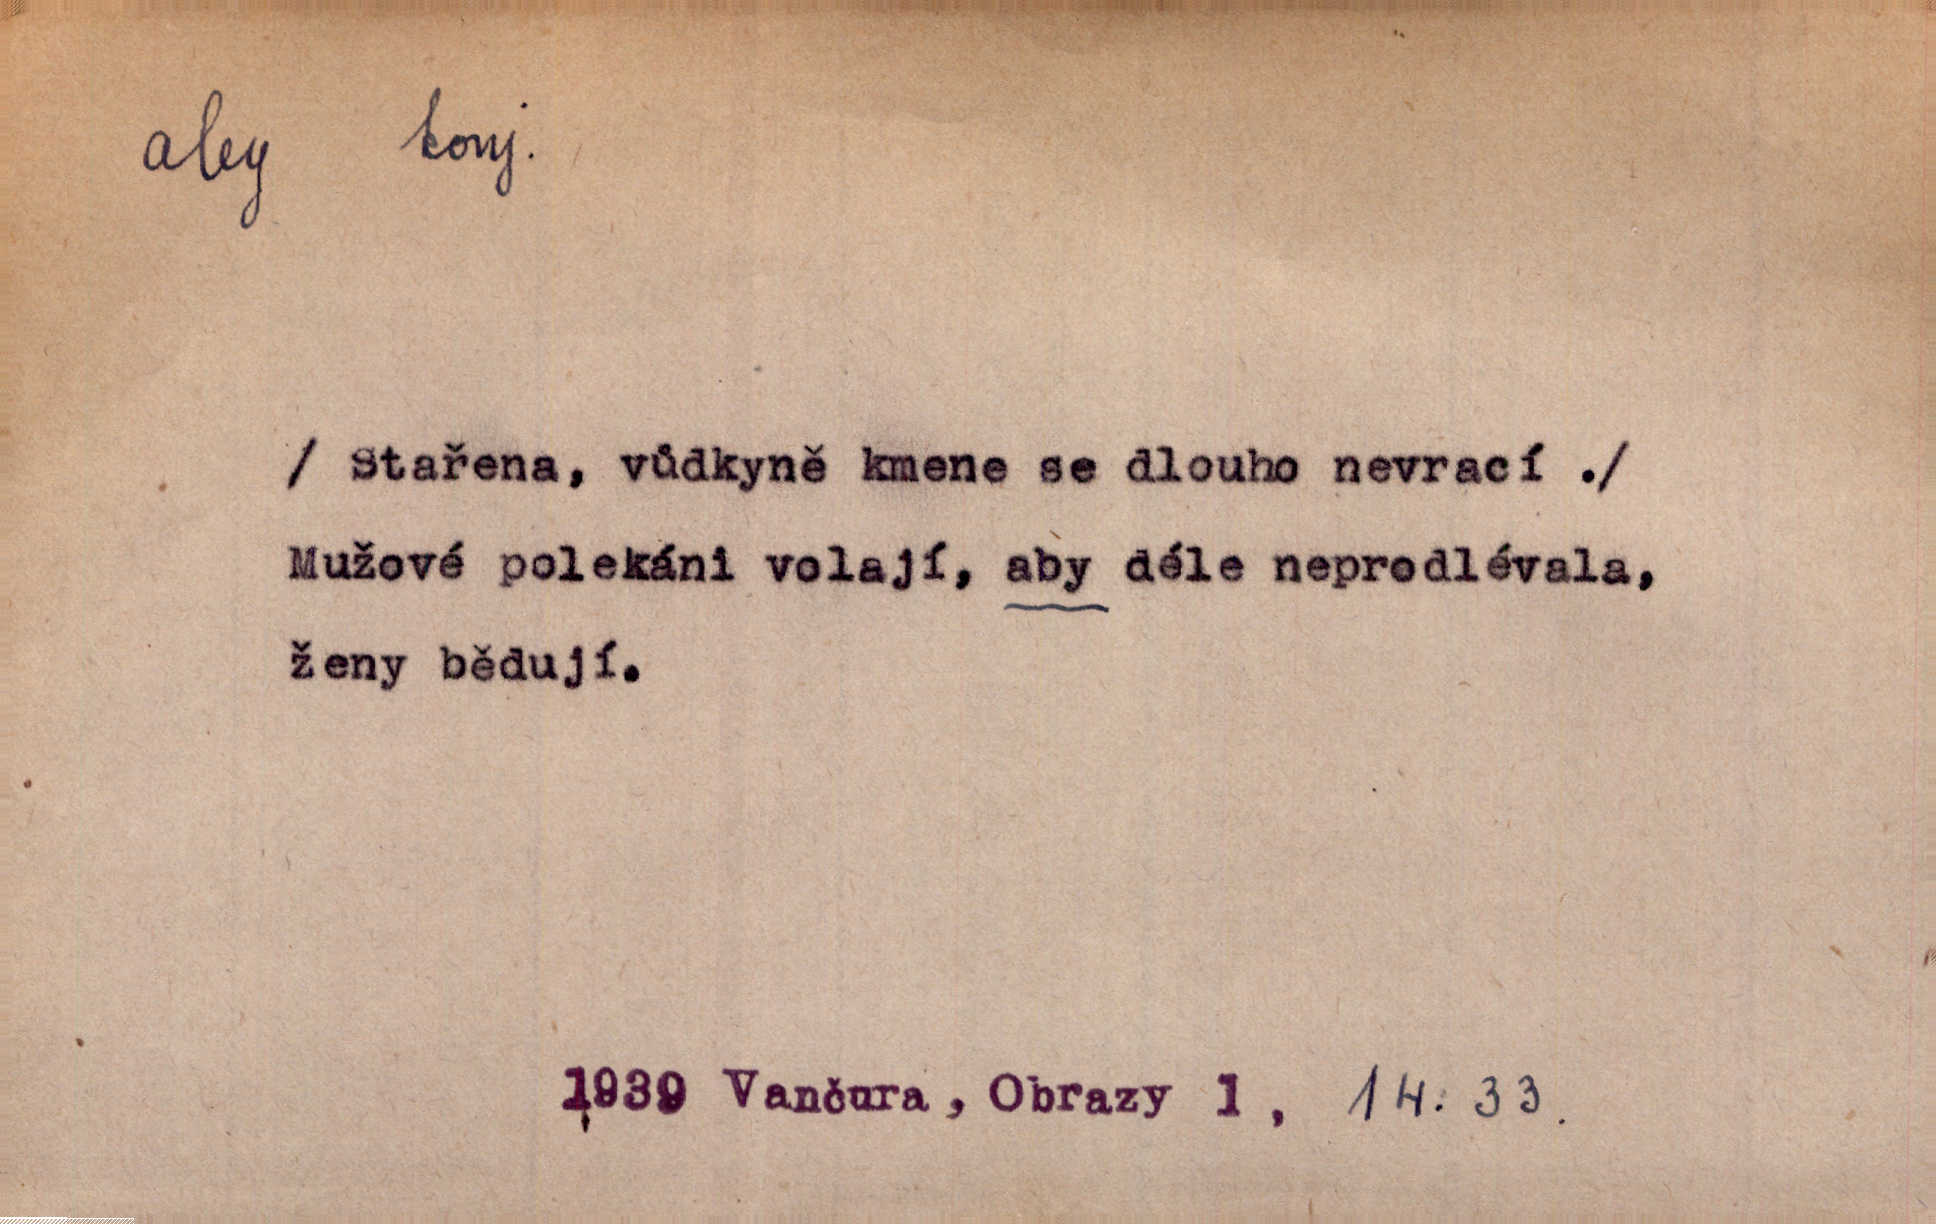 aby konj.
/ Stařena, vůdkyně kmene se dlouho nevrací ./
Mužové polekáni volají, aby déle neprodlévala,
ženy bědují.
1939 Vančura, Obrazy 1, 14: 33.